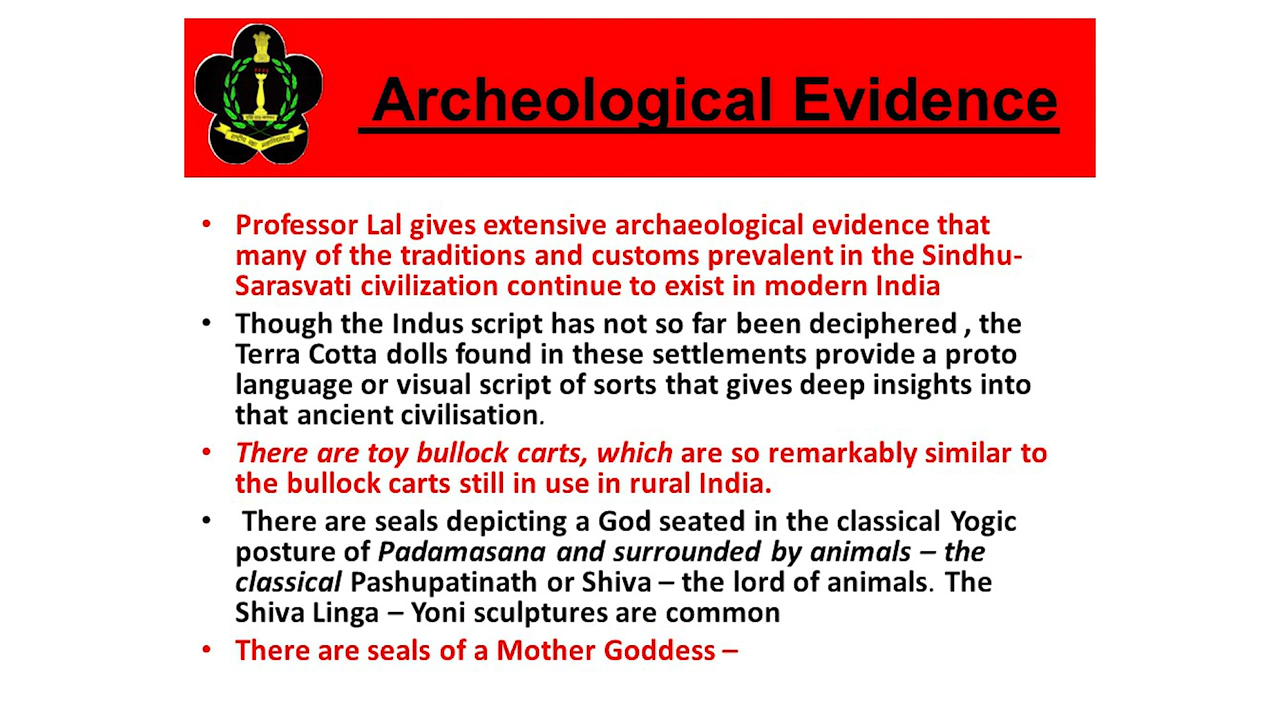 Archeological Evidence
• Professor Lal gives extensive archaeological evidence that
many of the traditions and customs prevalent in the Sindhu-
Sarasvati civilization continue to exist in modern India
• Though the Indus script has not so far been deciphered , the
Terra Cotta dolls found in these settlements provide a proto
language or visual script of sorts that gives deep insights into
that ancient civilisation.
• There are toy bullock carts, which are so remarkably similar to
the bullock carts still in use in rural India.
• There are seals depicting a God seated in the classical Yogic
posture of Padamasana and surrounded by animals – the
classical Pashupatinath or Shiva – the lord of animals. The
Shiva Linga – Yoni sculptures are common
• There are seals of a Mother Goddess –